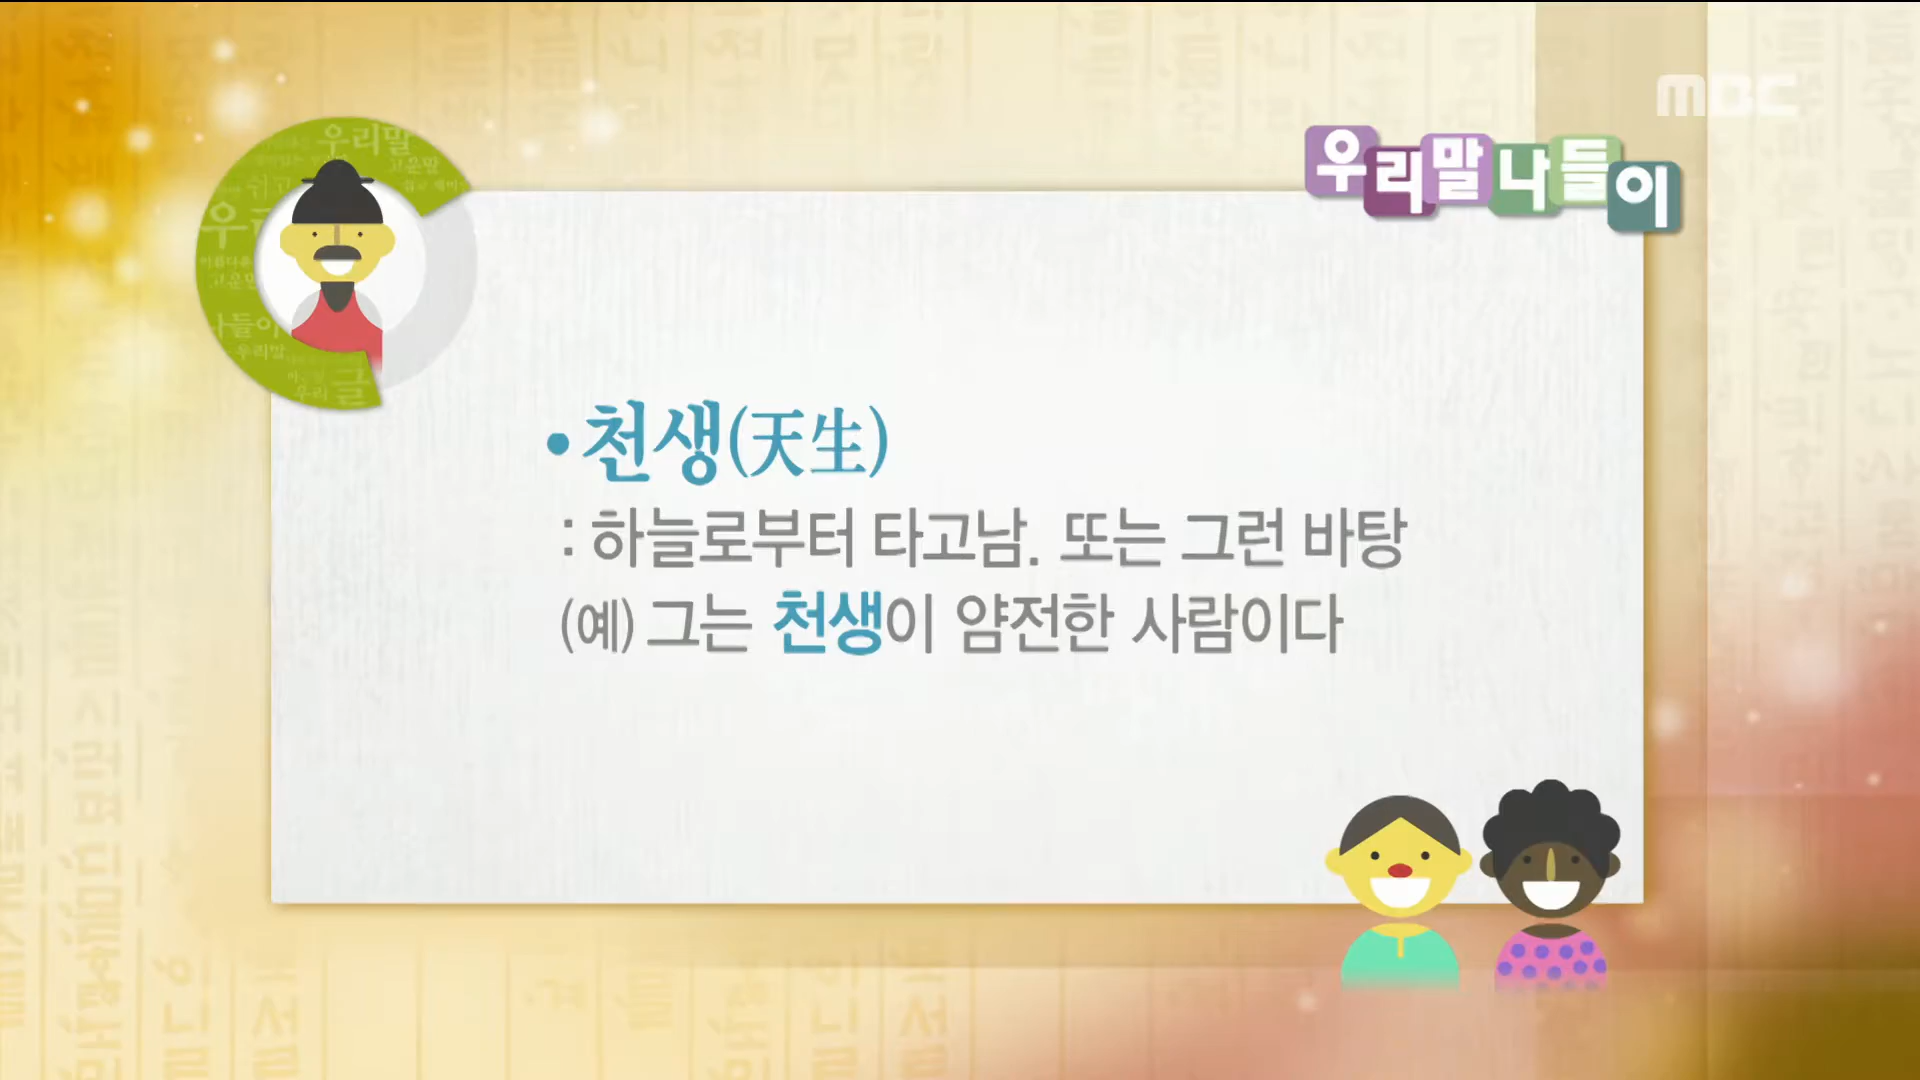 MBC
우리말나들이
• 천생(天生)
: 하늘로부터 타고남. 또는 그런 바탕
(예) 그는 천생이 얌전한 사람이다